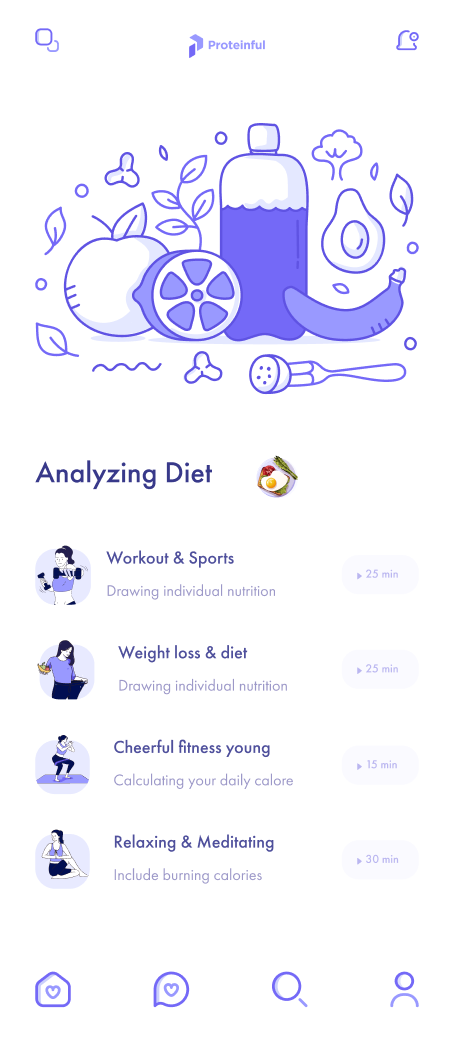 Proteinful
Analyzing Diet
Workout & Sports
Drawing individual nutrition
25 min
Weight loss & diet
Drawing individual nutrition
25 min
Cheerful fitness young
Calculating your daily calore
15 min
Relaxing & Meditating
Include burning calories
30 min